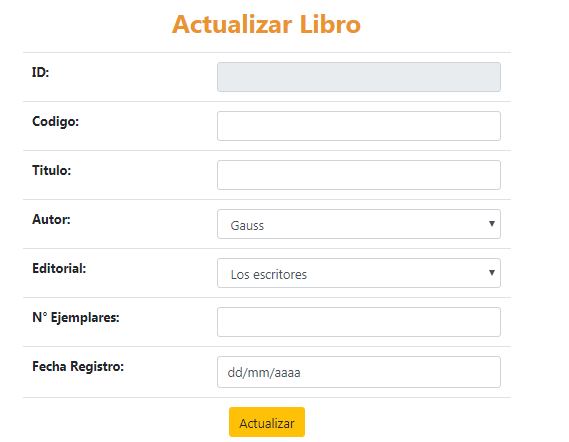 Actualizar Libro
ID:
Codigo:
Titulo:
Autor: Gauss
Editorial: Los escritores
N° Ejemplares:
Fecha Registro: dd/mm/aaaa
Actualizar